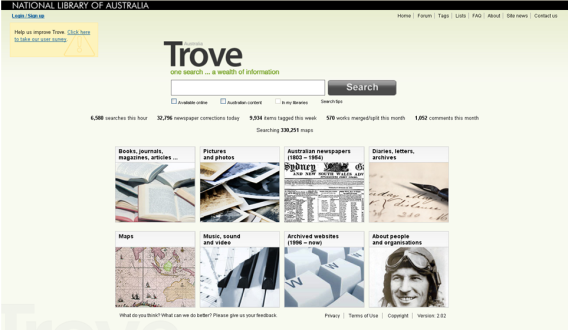 NATIONAL LIBRARY OF AUSTRALIA
Login / Sign up
Home | Forum | Tags | Lists | FAQ | About | Site news | Contact us
Help us improve Trove. Click here
to take our user survey.
Australia
Trove
one search ... a wealth of information
Search
Available online
Australian content
In my libraries
Search tips
6,580 searches this hour 32,796 newspaper corrections today 9,934 items tagged this week 570 works merged/split this month 1,052 comments this month
Searching 330,251 maps
Books, journals,
magazines, articles ...
Pictures
and photos
Australian newspapers
(1803 – 1954)
Diaries, letters,
archives
Sydney
AND NEW SOUTH WALES
Maps
Music, sound
and video
Archived websites
(1996 – now)
About people
and organisations
What do you think? What can we do better? Please give us your feedback.
Privacy | Terms of Use | Copyright | Version: 2.02
Trove